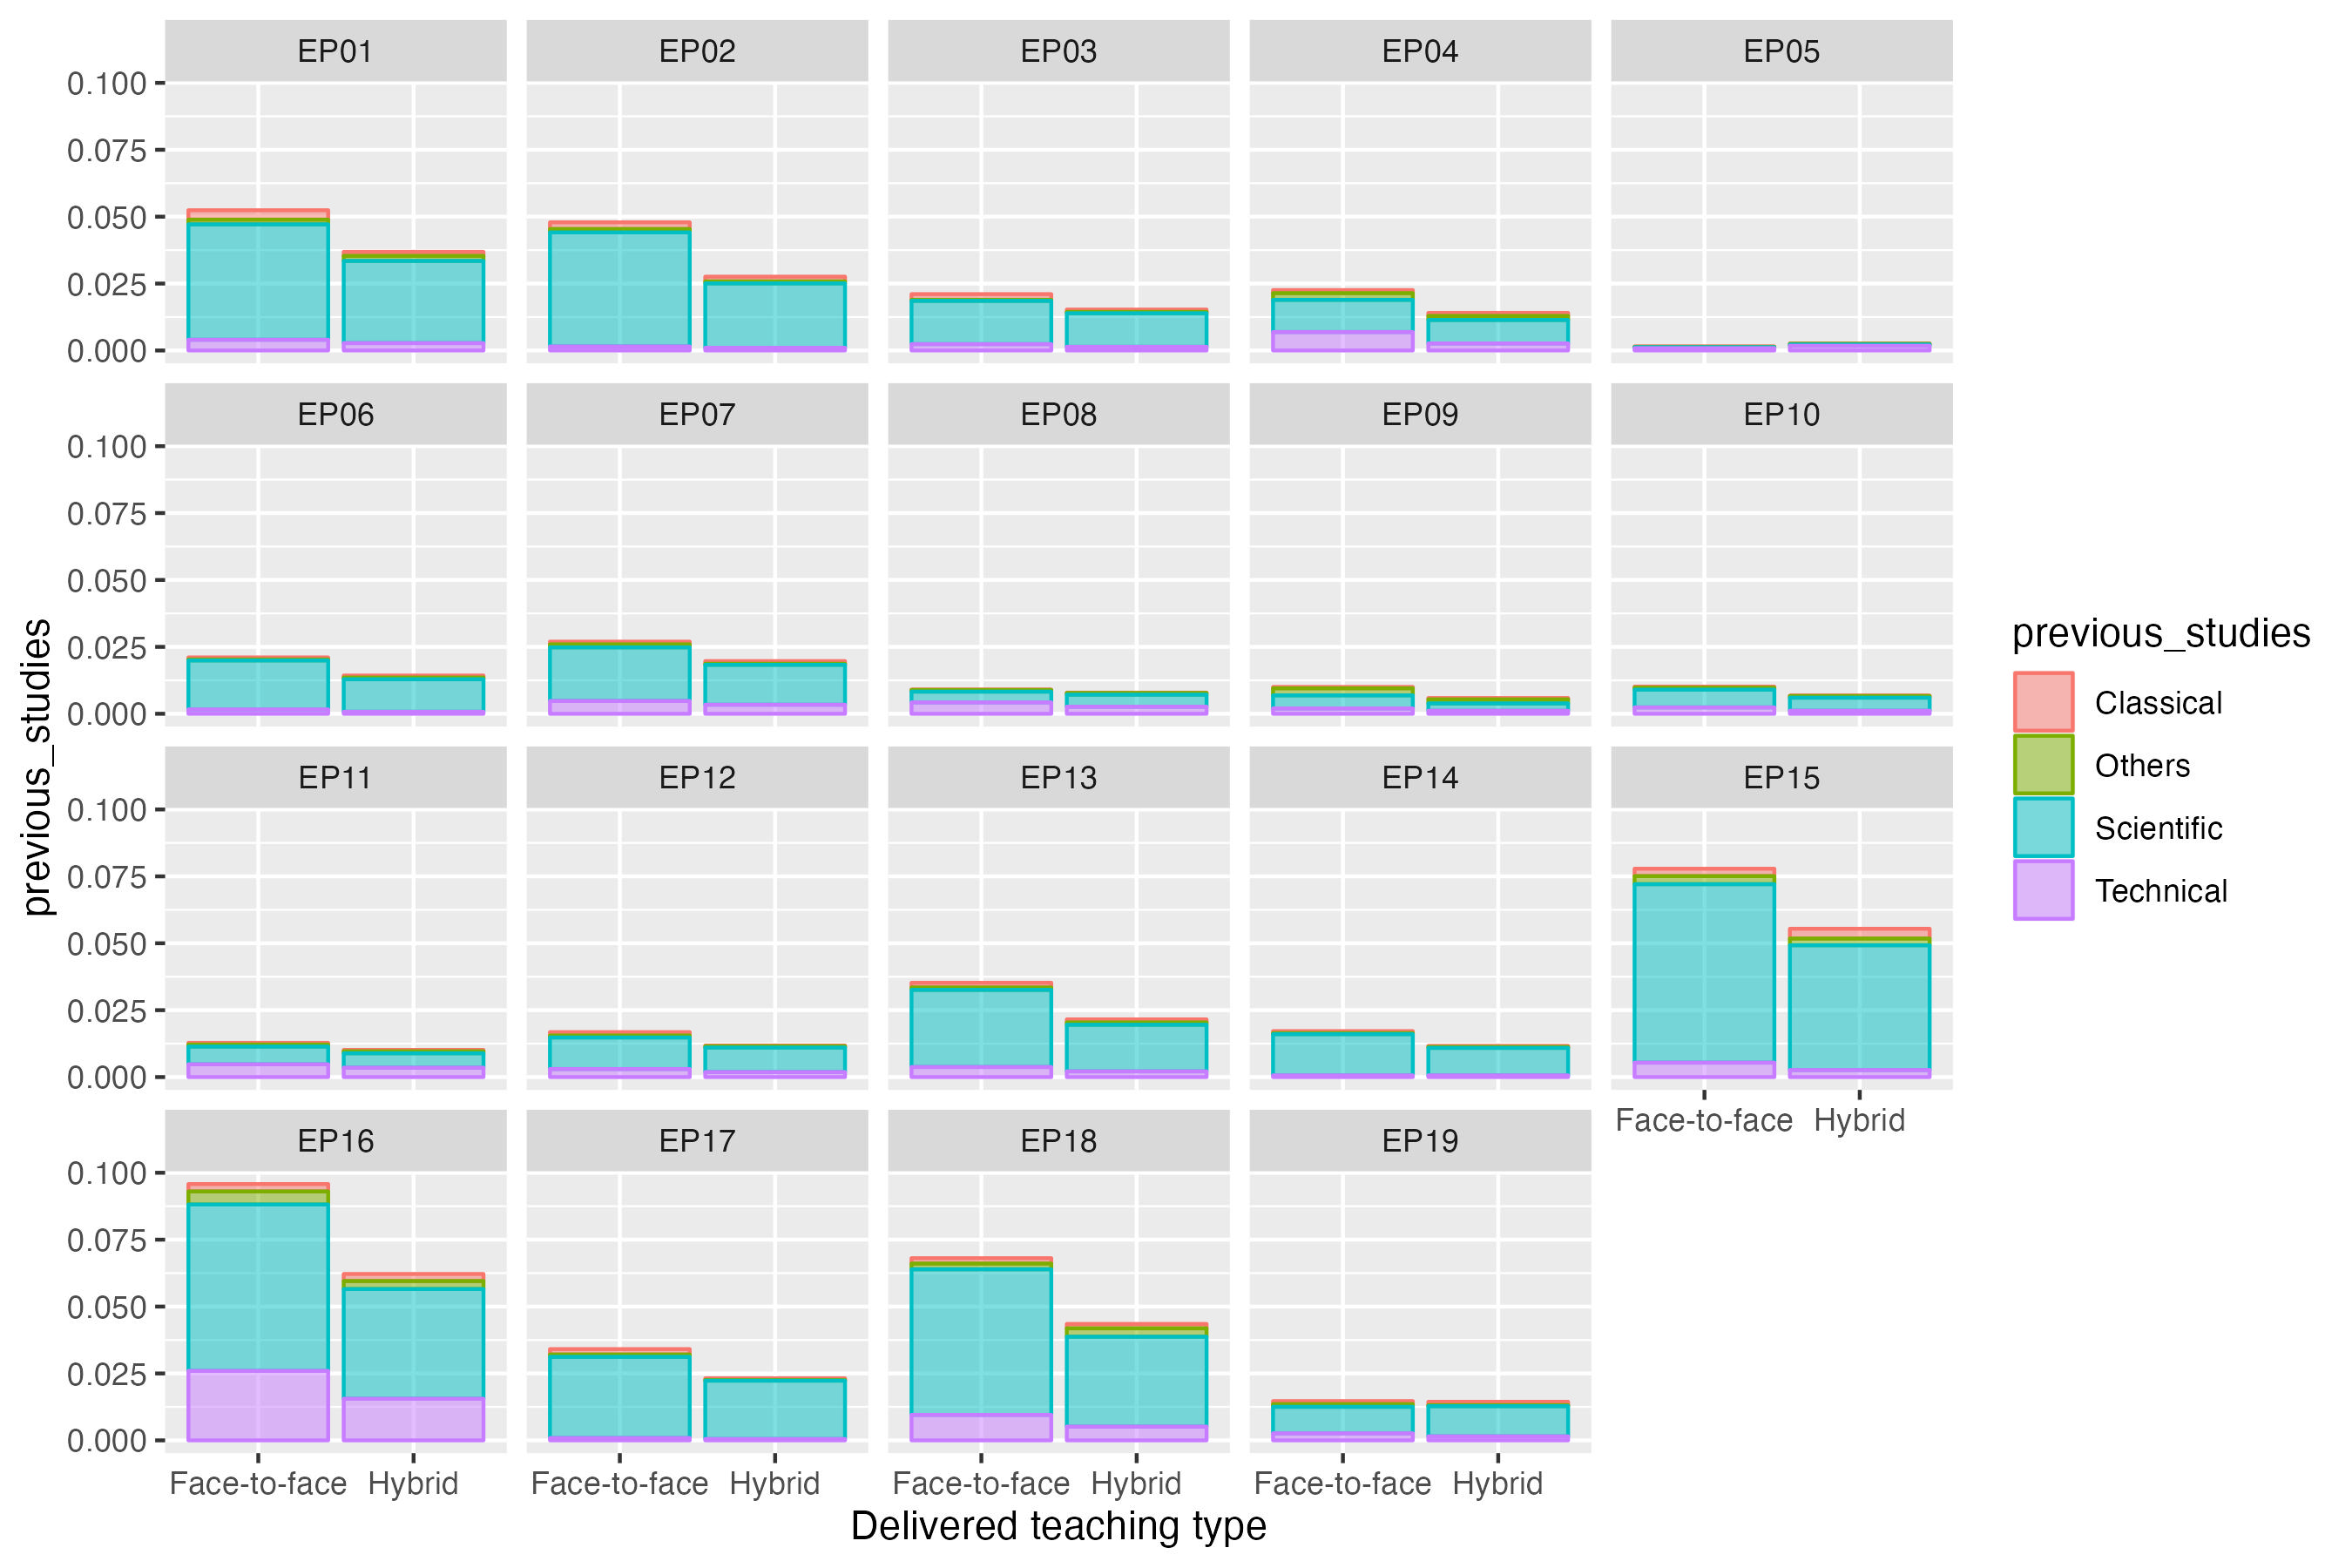 EP01 EP02 EP03 EP04 EP05
0.100
0.075
0.050
0.025
0.000
EP06 EP07 EP08 EP09 EP10
0.100
0.075
0.050
0.025
0.000
EP11 EP12 EP13 EP14 EP15
0.100
0.075
0.050
0.025
0.000
Face-to-face Hybrid
EP16 EP17 EP18 EP19
0.100
0.075
0.050
0.025
0.000
Face-to-face Hybrid Face-to-face Hybrid Face-to-face Hybrid Face-to-face Hybrid
Delivered teaching type
previous_studies
previous_studies
Classical
Others
Scientific
Technical